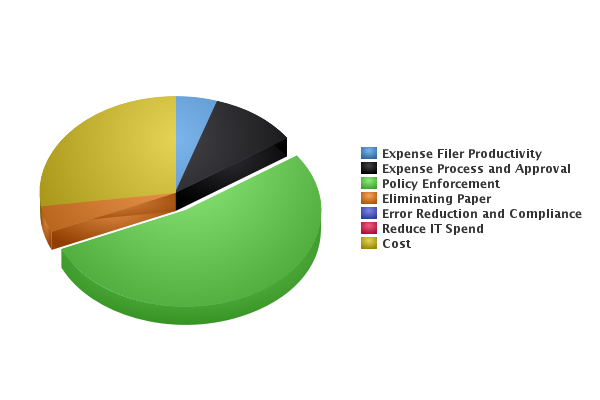 Expense Filer Productivity
Expense Process and Approval
Policy Enforcement
Eliminating Paper
Error Reduction and Compliance
Reduce IT Spend
Cost